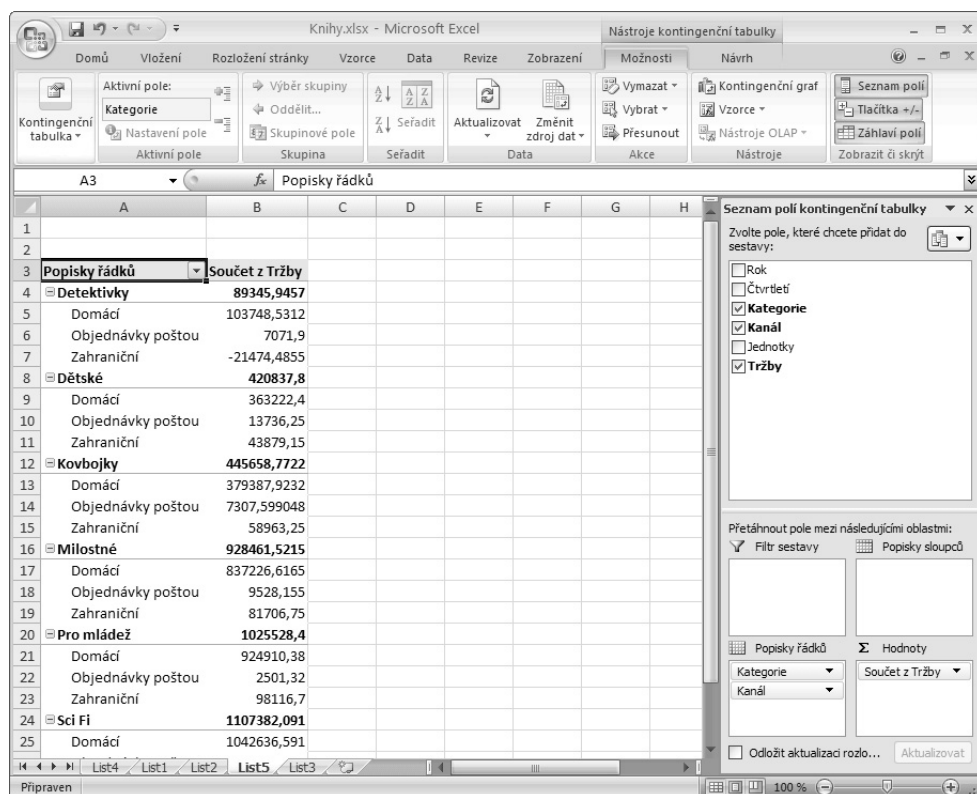 Knihy.xlsx - Microsoft Excel
Nástroje kontingenční tabulky
Domů Vložení Rozložení stránky Vzorce Data Revize Zobrazení Možnosti Návrh
Kontingenční tabulka
Aktivní pole:
Kategorie
Nastavení pole
Aktivní pole
Výběr skupiny
Oddělit...
Skupinové pole
Skupina
Seřadit
Seřadit
Aktualizovat
Změnit zdroj dat
Data
Vymazat
Vybrat
Přesunout
Akce
Kontingenční graf
Vzorce
Nástroje OLAP
Nástroje
Seznam polí
Tlačítka +/-
Záhlaví polí
Zobrazit či skrýt
A3 fx Popisky řádků
A B C D E F G H
1
2
3 Popisky řádků Součet z Tržby
4 Detektivky 89345,9457
5 Domácí 103748,5312
6 Objednávky poštou 7071,9
7 Zahraniční -21474,4855
8 Dětské 420837,8
9 Domácí 363222,4
10 Objednávky poštou 13736,25
11 Zahraniční 43879,15
12 Kovbojky 445658,7722
13 Domácí 379387,9232
14 Objednávky poštou 7307,599048
15 Zahraniční 58963,25
16 Milostné 928461,5215
17 Domácí 837226,6165
18 Objednávky poštou 9528,155
19 Zahraniční 81706,75
20 Pro mládež 1025528,4
21 Domácí 924910,38
22 Objednávky poštou 2501,32
23 Zahraniční 98116,7
24 Sci Fi 1107382,091
25 Domácí 1042636,591
List4 List1 List2 List5 List3
Připraven
100 %
Seznam polí kontingenční tabulky
Zvolte pole, které chcete přidat do
sestavy:
Rok
Čtvrtletí
Kategorie
Kanál
Jednotky
Tržby
Přetáhnout pole mezi následujícími oblastmi:
Filtr sestavy Popisky sloupců
Popisky řádků Σ Hodnoty
Kategorie Součet z Tržby
Kanál
Odložit aktualizaci rozlo... Aktualizovat